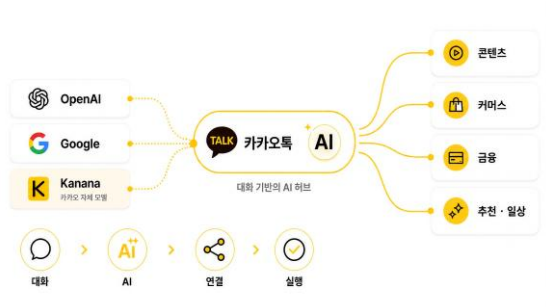 OpenAI
Google
K
Kanana
카카오 자체 모델
TALK
카카오톡
AI
대화 기반의 AI 허브
콘텐츠
커머스
금융
추천 · 일상
AI
대화
AI
연결
실행